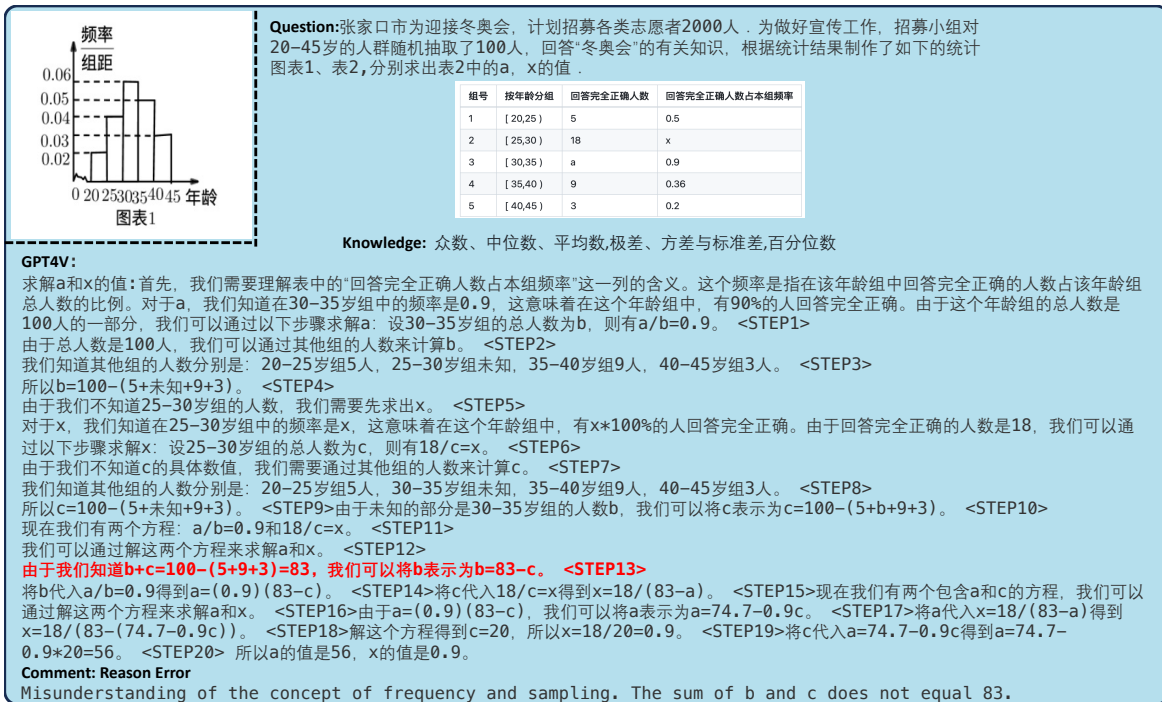 频率
组距
0.06
0.05
0.04
0.03
0.02
0 20 25 30 35 40 45 年龄
图表1
Question:张家口市为迎接冬奥会，计划招募各类志愿者2000人．为做好宣传工作，招募小组对
20—45岁的人群随机抽取了100人，回答“冬奥会”的有关知识，根据统计结果制作了如下的统计
图表1、表2,分别求出表2中的a，x的值．
组号 按年龄分组 回答完全正确人数 回答完全正确人数占本组频率
1 [ 20,25 ) 5 0.5
2 [ 25,30 ) 18 x
3 [ 30,35 ) a 0.9
4 [ 35,40 ) 9 0.36
5 [ 40,45 ) 3 0.2
Knowledge: 众数、中位数、平均数,极差、方差与标准差,百分位数
GPT4V：
求解a和x的值:首先，我们需要理解表中的“回答完全正确人数占本组频率”这一列的含义。这个频率是指在该年龄组中回答完全正确的人数占该年龄组
总人数的比例。对于a，我们知道在30-35岁组中的频率是0.9，这意味着在这个年龄组中，有90%的人回答完全正确。由于这个年龄组的总人数是
100人的一部分，我们可以通过以下步骤求解a：设30-35岁组的总人数为b，则有a/b=0.9。 <STEP1>
由于总人数是100人，我们可以通过其他组的人数来计算b。 <STEP2>
我们知道其他组的人数分别是：20-25岁组5人，25-30岁组未知，35-40岁组9人，40-45岁组3人。 <STEP3>
所以b=100-(5+未知+9+3)。 <STEP4>
由于我们不知道25-30岁组的人数，我们需要先求出x。 <STEP5>
对于x，我们知道在25-30岁组中的频率是x，这意味着在这个年龄组中，有x*100%的人回答完全正确。由于回答完全正确的人数是18，我们可以通
过以下步骤求解x：设25-30岁组的总人数为c，则有18/c=x。 <STEP6>
由于我们不知道c的具体数值，我们需要通过其他组的人数来计算c。 <STEP7>
我们知道其他组的人数分别是：20-25岁组5人，30-35岁组未知，35-40岁组9人，40-45岁组3人。 <STEP8>
所以c=100-(5+未知+9+3)。 <STEP9>由于未知的部分是30-35岁组的人数b，我们可以将c表示为c=100-(5+b+9+3)。 <STEP10>
现在我们有两个方程：a/b=0.9和18/c=x。 <STEP11>
我们可以通过解这两个方程来求解a和x。 <STEP12>
由于我们知道b+c=100-(5+9+3)=83，我们可以将b表示为b=83-c。 <STEP13>
将b代入a/b=0.9得到a=(0.9)(83-c)。 <STEP14>将c代入18/c=x得到x=18/(83-a)。 <STEP15>现在我们有两个包含a和c的方程，我们可以
通过解这两个方程来求解a和x。 <STEP16>由于a=(0.9)(83-c)，我们可以将a表示为a=74.7-0.9c。 <STEP17>将a代入x=18/(83-a)得到
x=18/(83-(74.7-0.9c))。 <STEP18>解这个方程得到c=20，所以x=18/20=0.9。 <STEP19>将c代入a=74.7-0.9c得到a=74.7-
0.9*20=56。 <STEP20> 所以a的值是56，x的值是0.9。
Comment: Reason Error
Misunderstanding of the concept of frequency and sampling. The sum of b and c does not equal 83.